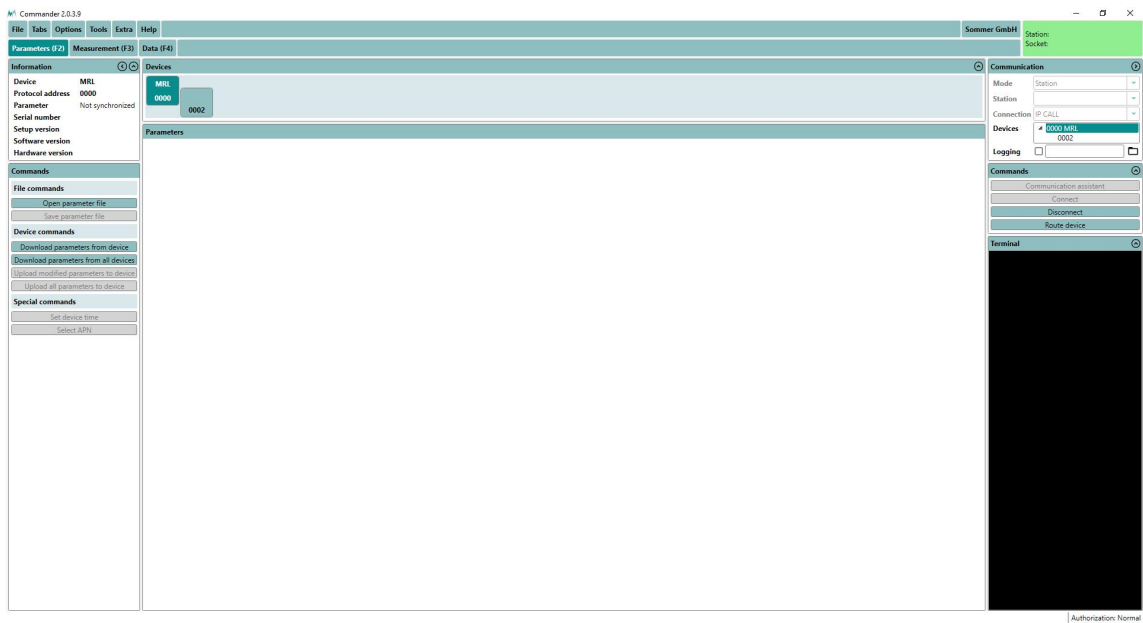 Commander 2.0.3.9
File Tabs Options Tools Extra Help
Sommer GmbH
Station:
Socket:
Parameters (F2) Measurement (F3) Data (F4)
Information
Device MRL
Protocol address 0000
Parameter Not synchronized
Serial number
Setup version
Software version
Hardware version
Commands
File commands
Open parameter file
Save parameter file
Device commands
Download parameters from device
Download parameters from all devices
Upload modified parameters to device
Upload all parameters to device
Special commands
Set device time
Select APN
Devices
MRL
0000
0002
Parameters
Communication
Mode Station
Station
Connection IP CALL
Devices 0000 MRL
0002
Logging
Commands
Communication assistant
Connect
Disconnect
Route device
Terminal
Authorization: Normal